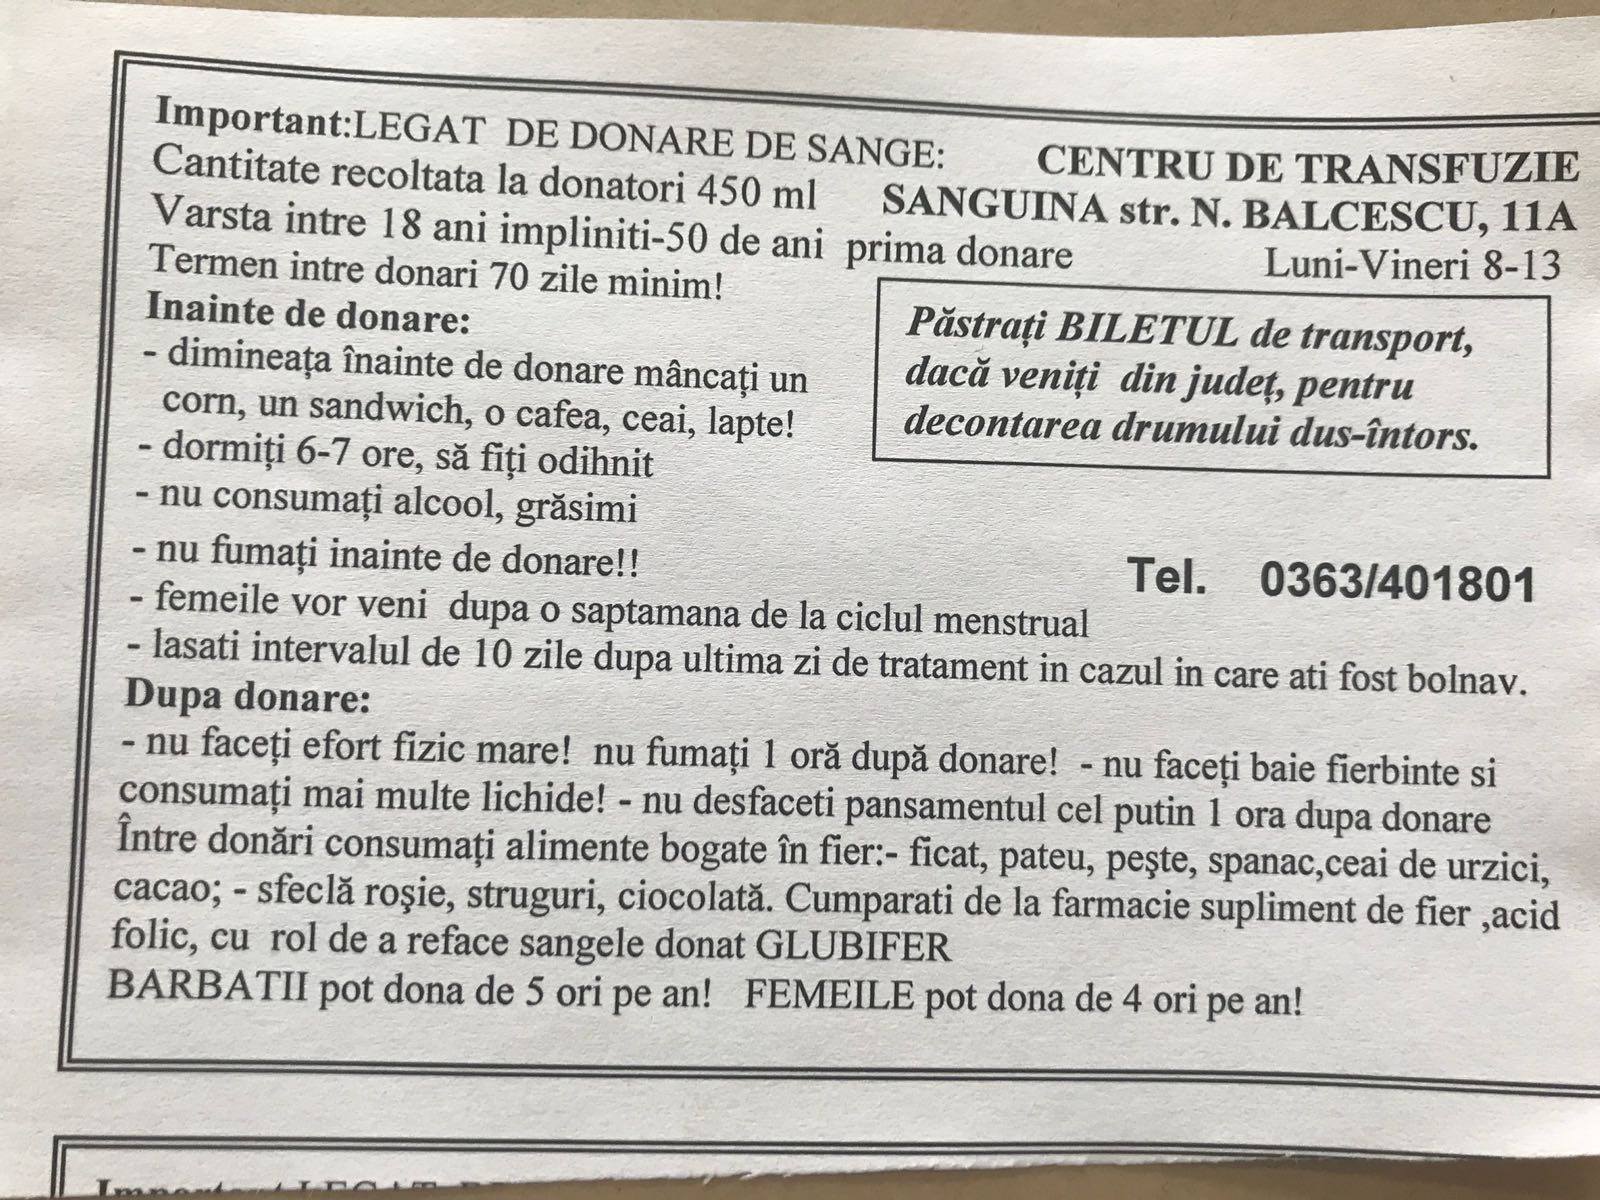 Important:LEGAT DE DONARE DE SANGE: CENTRU DE TRANSFUZIE
Cantitate recoltata la donatori 450 ml SANGUINA str. N. BALCESCU, 11A
Varsta intre 18 ani impliniti-50 de ani prima donare Luni-Vineri 8-13
Termen intre donari 70 zile minim!
Inainte de donare:
- dimineața înainte de donare mâncați un
corn, un sandwich, o cafea, ceai, lapte!
- dormiți 6-7 ore, să fiți odihnit
- nu consumați alcool, grăsimi
- nu fumați inainte de donare!!
- femeile vor veni dupa o saptamana de la ciclul menstrual
- lasati intervalul de 10 zile dupa ultima zi de tratament in cazul in care ati fost bolnav.
Păstrați BILETUL de transport,
dacă veniți din județ, pentru
decontarea drumului dus-întors.
Tel. 0363/401801
Dupa donare:
- nu faceți efort fizic mare! nu fumați 1 oră după donare! - nu faceți baie fierbinte si
consumați mai multe lichide! - nu desfaceti pansamentul cel putin 1 ora dupa donare
Între donări consumați alimente bogate în fier:- ficat, pateu, peşte, spanac,ceai de urzici,
cacao; - sfeclă roşie, struguri, ciocolată. Cumparati de la farmacie supliment de fier ,acid
folic, cu rol de a reface sangele donat GLUBIFER
BARBATII pot dona de 5 ori pe an! FEMEILE pot dona de 4 ori pe an!